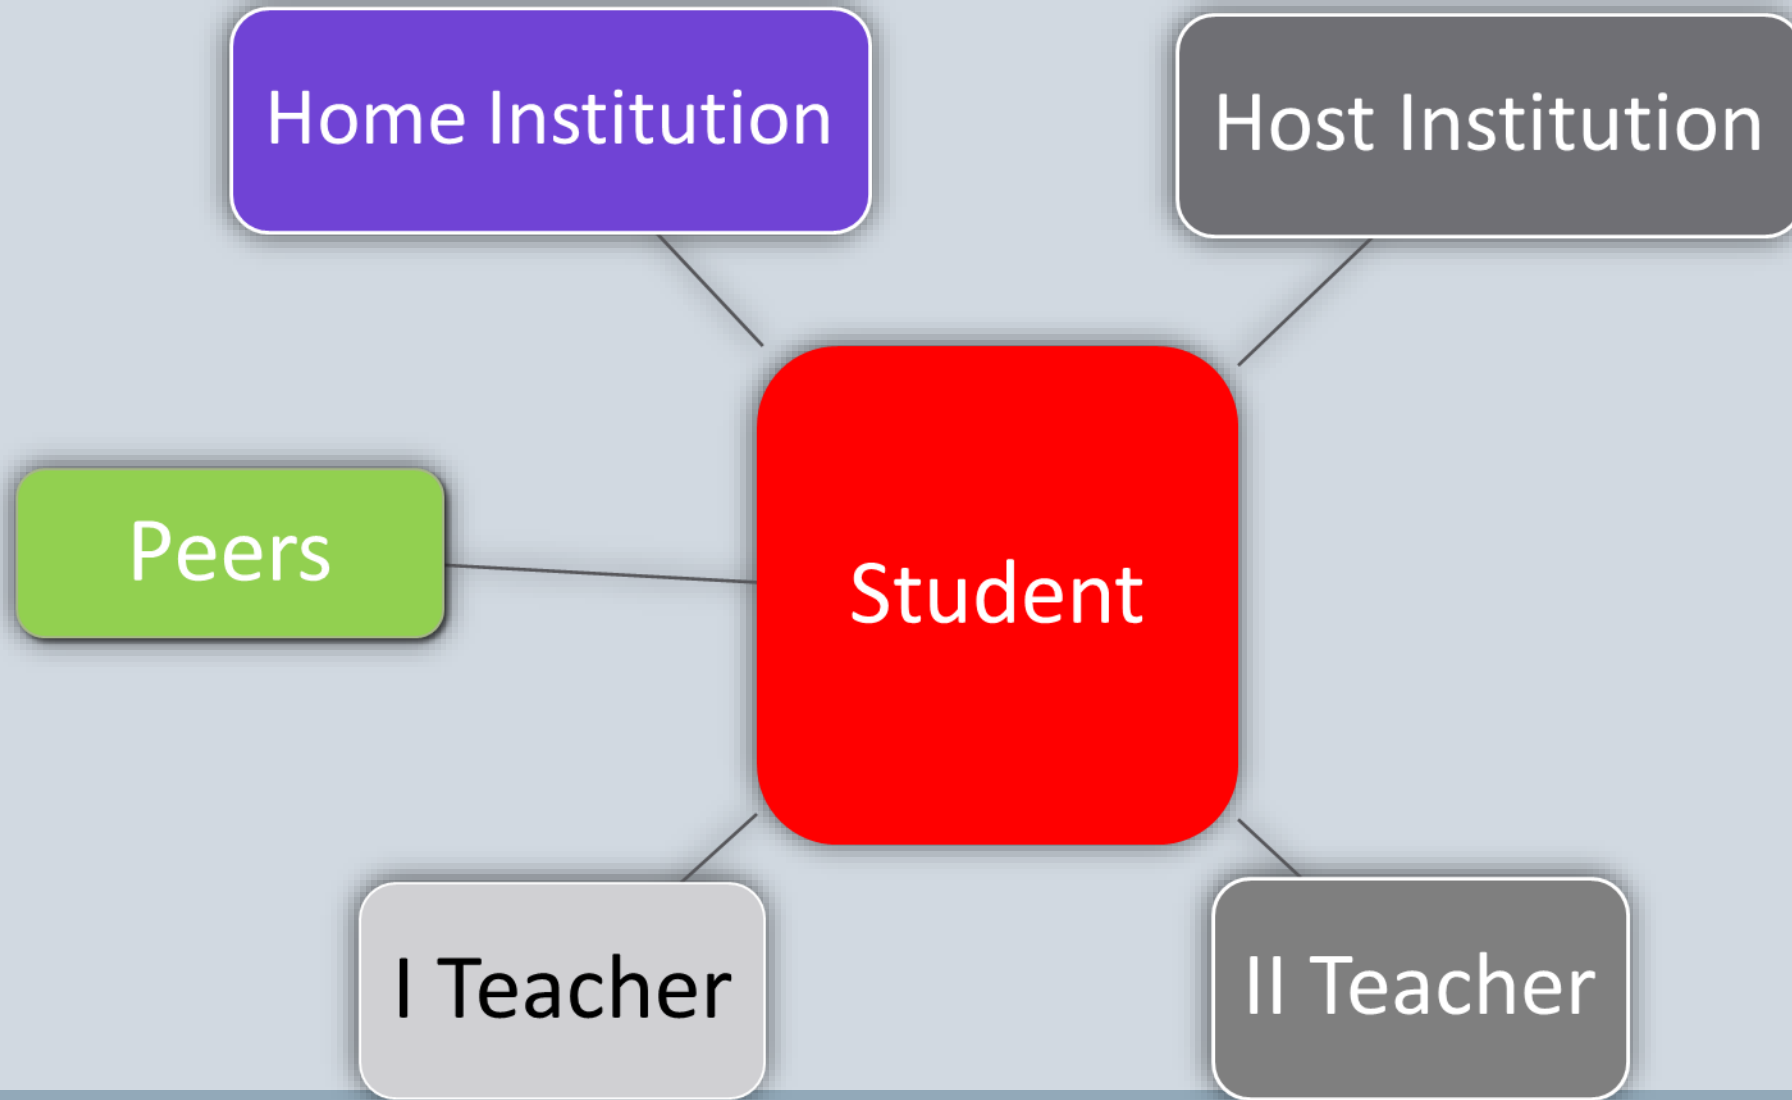 Home Institution
Host Institution
Peers
Student
I Teacher
II Teacher